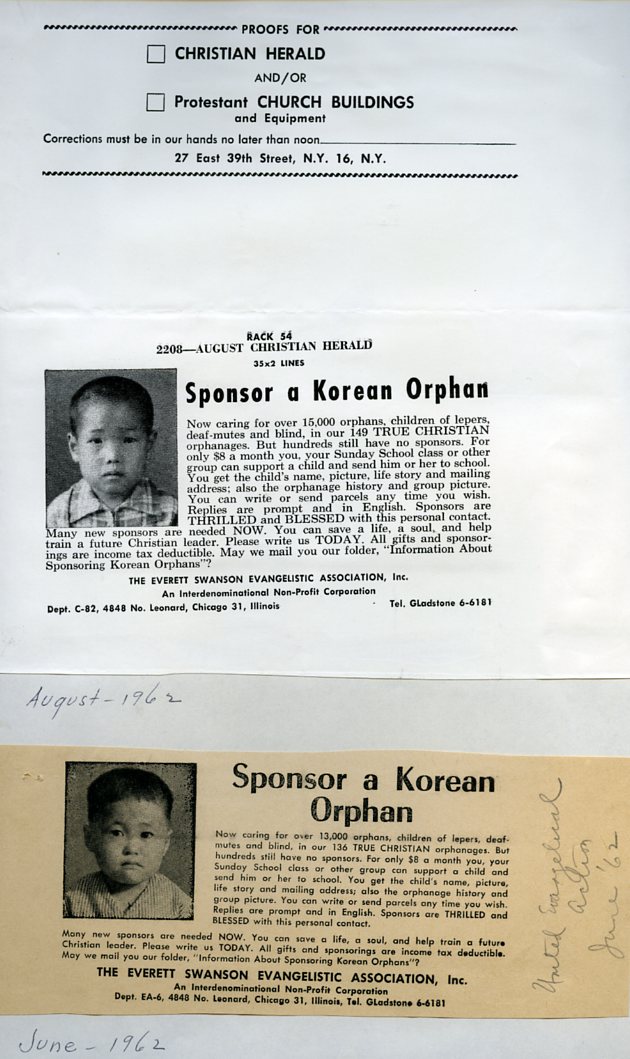 PROOFS FOR
CHRISTIAN HERALD
AND/OR
Protestant CHURCH BUILDINGS
and Equipment
Corrections must be in our hands no later than noon
27 East 39th Street, N.Y. 16, N.Y.
RACK 54
2208—AUGUST CHRISTIAN HERALD
35x2 LINES
Sponsor a Korean Orphan
Now caring for over 15,000 orphans, children of lepers,
deaf-mutes and blind, in our 149 TRUE CHRISTIAN
orphanages. But hundreds still have no sponsors. For
only $8 a month you, your Sunday School class or other
group can support a child and send him or her to school.
You get the child's name, picture, life story and mailing
address; also the orphanage history and group picture.
You can write or send parcels any time you wish.
Replies are prompt and in English. Sponsors are
THRILLED and BLESSED with this personal contact.
Many new sponsors are needed NOW. You can save a life, a soul, and help
train a future Christian leader. Please write us TODAY. All gifts and sponsor-
ings are income tax deductible. May we mail you our folder, "Information About
Sponsoring Korean Orphans"?
THE EVERETT SWANSON EVANGELISTIC ASSOCIATION, Inc.
An Interdenominational Non-Profit Corporation
Dept. C-82, 4848 No. Leonard, Chicago 31, Illinois Tel. GLadstone 6-6181
August - 1962
Sponsor a Korean
Orphan
Now caring for over 13,000 orphans, children of lepers, deaf-
mutes and blind, in our 136 TRUE CHRISTIAN orphanages. But
hundreds still have no sponsors. For only $8 a month you, your
Sunday School class or other group can support a child and
send him or her to school. You get the child's name, picture,
life story and mailing address; also the orphanage history and
group picture. You can write or send parcels any time you wish.
Replies are prompt and in English. Sponsors are THRILLED and
BLESSED with this personal contact.
Many new sponsors are needed NOW. You can save a life, a soul, and help train a future
Christian leader. Please write us TODAY. All gifts and sponsorings are income tax deductible.
May we mail you our folder, "Information About Sponsoring Korean Orphans"?
THE EVERETT SWANSON EVANGELISTIC ASSOCIATION, Inc.
An Interdenominational Non-Profit Corporation
Dept. EA-6, 4848 No. Leonard, Chicago 31, Illinois, Tel. GLadstone 6-6181
United Evangelical
Action
June '62
June - 1962